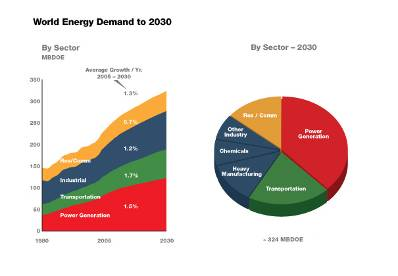 World Energy Demand to 2030
By Sector
MBDOE
Average Growth / Yr.
2005 – 2030
1.3%
350
300
250
200
150
100
50
0
0.7%
1.2%
1.7%
1.5%
Res/Comm
Industrial
Transportation
Power Generation
1980
2005
2030
By Sector – 2030
Res / Comm
Other
Industry
Chemicals
Heavy
Manufacturing
Power
Generation
Transportation
324 MBDOE